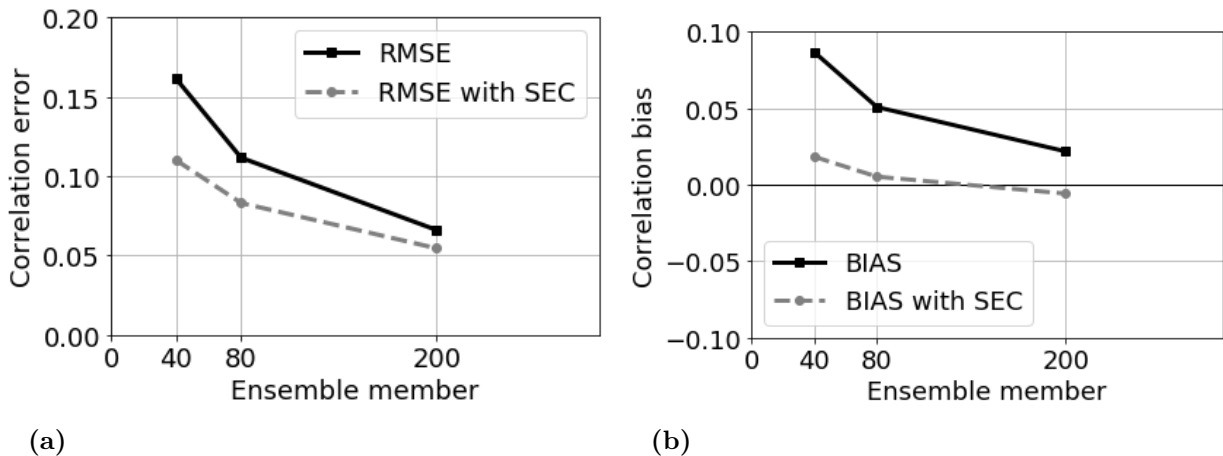 0.20
0.15
0.10
0.05
0.00
Correlation error
RMSE
RMSE with SEC
0 40 80 200
Ensemble member
(a)
0.10
0.05
0.00
−0.05
−0.10
Correlation bias
BIAS
BIAS with SEC
0 40 80 200
Ensemble member
(b)